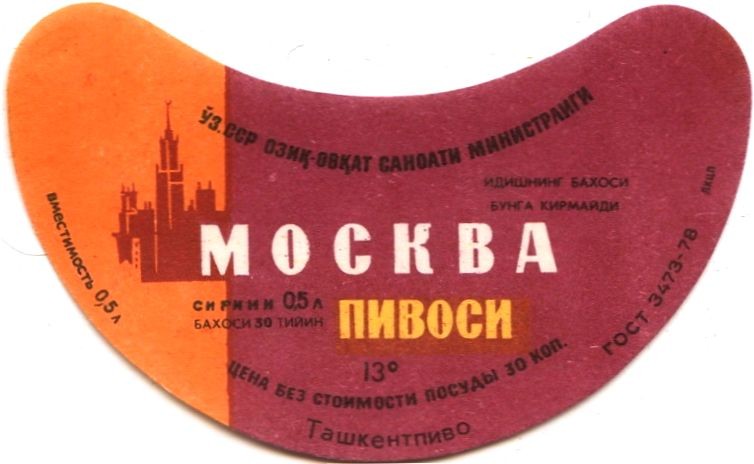 ЎЗ.ССР ОЗИҚ-ОВҚАТ САНОАТИ МИНИСТРЛИГИ
ИДИШНИНГ БАХОСИ
БУНГА КИРМАЙДИ
ЛКЦП
МОСКВА
вместимость 0,5 л
СИҒИМИ 0,5 л
БАХОСИ 30 ТИЙИН
ПИВОСИ
ГОСТ 3473-78
13°
ЦЕНА БЕЗ СТОИМОСТИ ПОСУДЫ 30 КОП.
Ташкентпиво